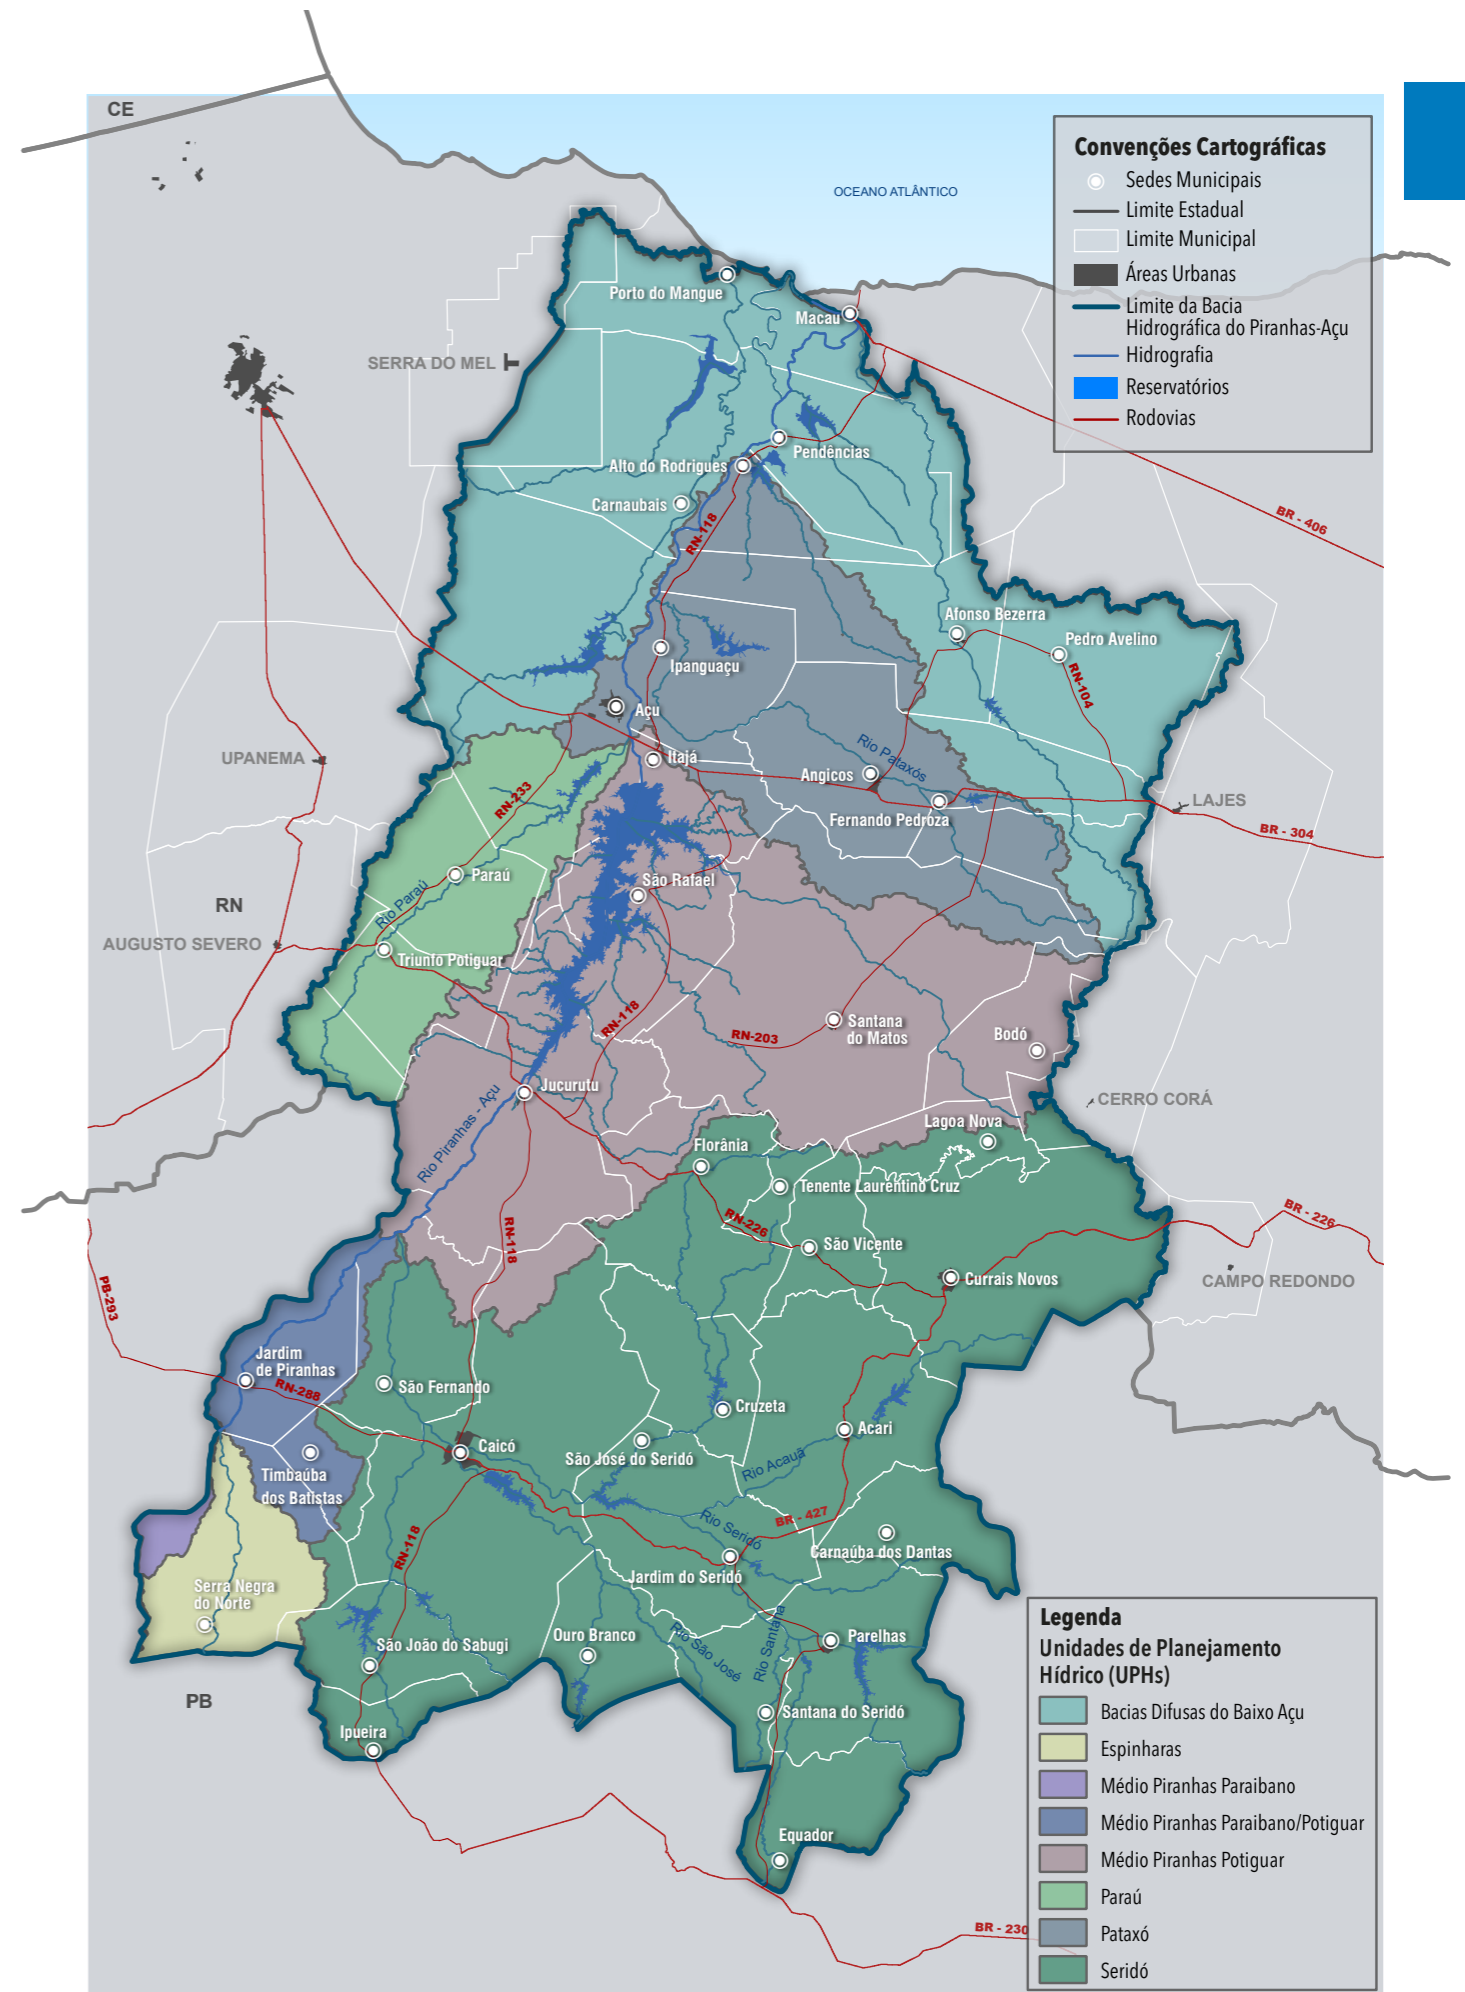 CE
OCEANO ATLÂNTICO
Convenções Cartográficas
Sedes Municipais
Limite Estadual
Limite Municipal
Áreas Urbanas
Limite da Bacia
Hidrográfica do Piranhas-Açu
Hidrografia
Reservatórios
Rodovias
Porto do Mangue
Macau
SERRA DO MEL
Pendências
Alto do Rodrigues
Carnaubais
RN-118
BR - 406
Afonso Bezerra
Pedro Avelino
Ipanguaçu
RN-104
Açu
Rio Pataxós
Itajá
UPANEMA
Angicos
RN-233
LAJES
Fernando Pedróza
BR - 304
Paraú
São Rafael
Rio Paraú
RN
AUGUSTO SEVERO
Triunfo Potiguar
RN-118
Santana
do Matos
RN-203
Bodó
Jucurutu
CERRO CORÁ
Rio Piranhas - Açu
Lagoa Nova
Florânia
Tenente Laurentino Cruz
RN-226
BR - 226
RN-118
São Vicente
Currais Novos
CAMPO REDONDO
PB-293
Jardim
de Piranhas
RN-288
São Fernando
Cruzeta
Acari
Caicó
São José do Seridó
Rio Acauã
Timbaúba
dos Batistas
BR - 427
Rio Seridó
RN-118
Carnaúba dos Dantas
Jardim do Seridó
Serra Negra
do Norte
Rio Santana
Ouro Branco
Rio São José
Parelhas
São João do Sabugi
PB
Santana do Seridó
Ipueira
Equador
BR - 230
Legenda
Unidades de Planejamento
Hídrico (UPHs)
Bacias Difusas do Baixo Açu
Espinharas
Médio Piranhas Paraibano
Médio Piranhas Paraibano/Potiguar
Médio Piranhas Potiguar
Paraú
Pataxó
Seridó